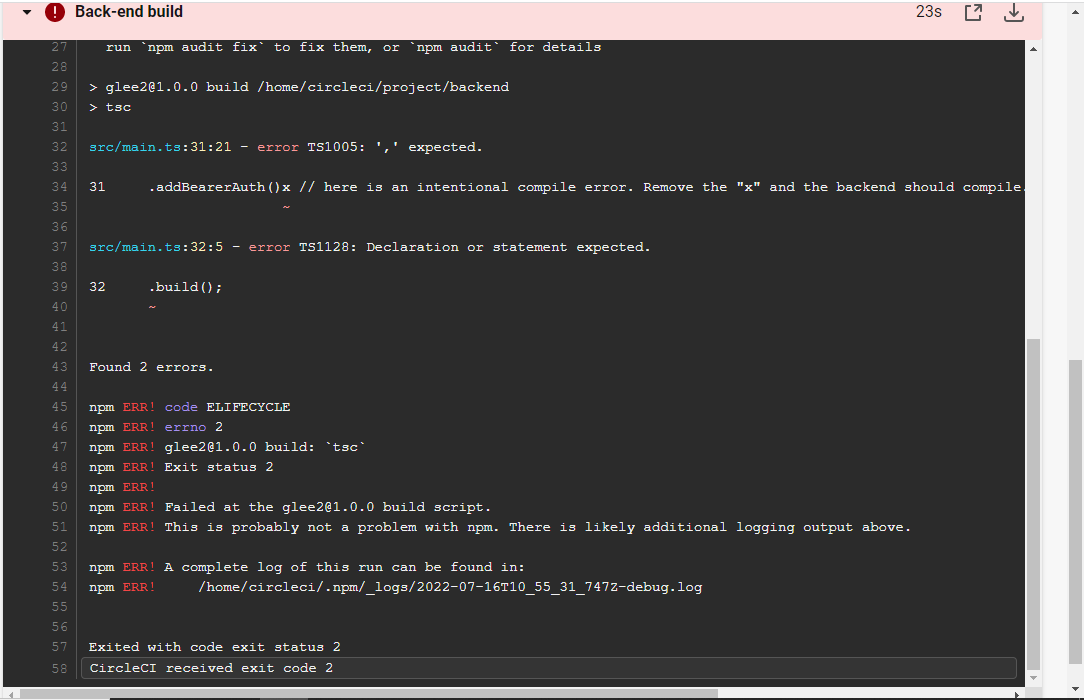 Back-end build 23s
27 run `npm audit fix` to fix them, or `npm audit` for details
28
29 > glee2@1.0.0 build /home/circleci/project/backend
30 > tsc
31
32 src/main.ts:31:21 - error TS1005: ',' expected.
33
34 31 .addBearerAuth()x // here is an intentional compile error. Remove the "x" and the backend should compile.
35 ~
36
37 src/main.ts:32:5 - error TS1128: Declaration or statement expected.
38
39 32 .build();
40 ~
41
42
43 Found 2 errors.
44
45 npm ERR! code ELIFECYCLE
46 npm ERR! errno 2
47 npm ERR! glee2@1.0.0 build: `tsc`
48 npm ERR! Exit status 2
49 npm ERR!
50 npm ERR! Failed at the glee2@1.0.0 build script.
51 npm ERR! This is probably not a problem with npm. There is likely additional logging output above.
52
53 npm ERR! A complete log of this run can be found in:
54 npm ERR! /home/circleci/.npm/_logs/2022-07-16T10_55_31_747Z-debug.log
55
56
57 Exited with code exit status 2
58 CircleCI received exit code 2